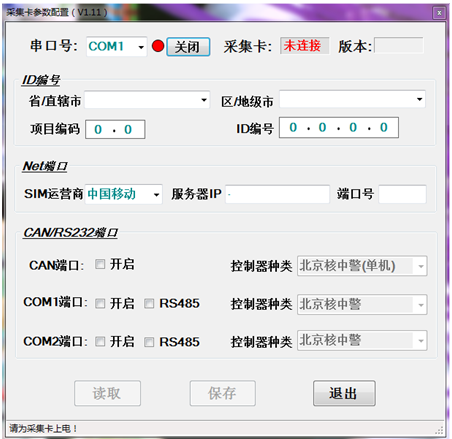 采集卡参数配置（V1.11）
串口号: COM1 关闭 采集卡: 未连接 版本:
ID编号
省/直辖市 区/地级市
项目编码 0 . 0 ID编号 0 . 0 . 0 . 0
Net端口
SIM运营商 中国移动 服务器IP - 端口号
CAN/RS232端口
CAN端口: 开启 控制器种类 北京核中警(单机)
COM1端口: 开启 RS485 控制器种类 北京核中警
COM2端口: 开启 RS485 控制器种类 北京核中警
读取 保存 退出
请为采集卡上电！